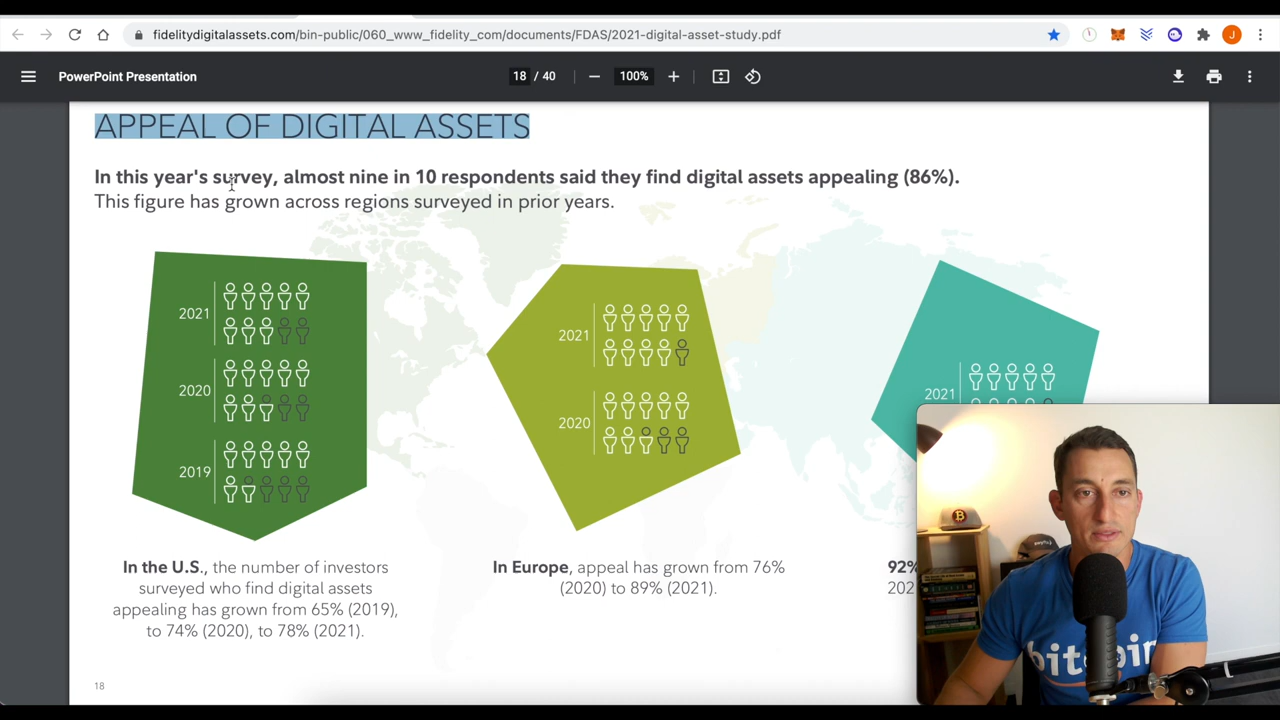 fidelitydigitalassets.com/bin-public/060_www_fidelity_com/documents/FDAS/2021-digital-asset-study.pdf
J
PowerPoint Presentation
18 / 40
100%
APPEAL OF DIGITAL ASSETS
In this year's survey, almost nine in 10 respondents said they find digital assets appealing (86%).
This figure has grown across regions surveyed in prior years.
2021
2020
2019
In the U.S., the number of investors
surveyed who find digital assets
appealing has grown from 65% (2019),
to 74% (2020), to 78% (2021).
2021
2020
In Europe, appeal has grown from 76%
(2020) to 89% (2021).
2021
92%
202
18
bitcoin